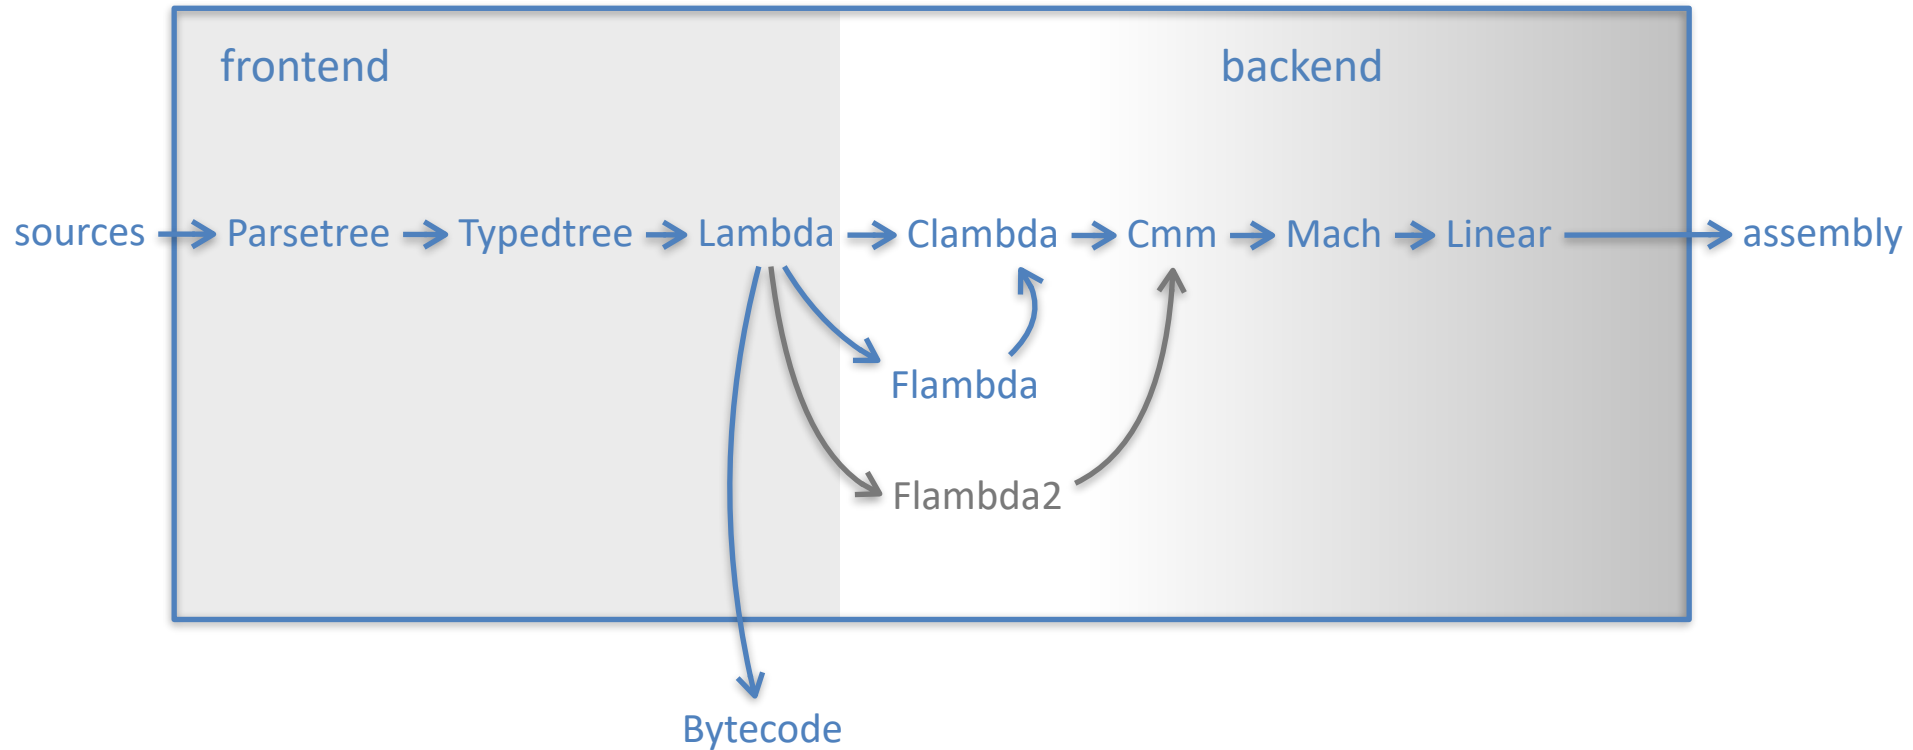 frontend
backend
sources
Parsetree
Typedtree
Lambda
Clambda
Cmm
Mach
Linear
assembly
Flambda
Flambda2
Bytecode